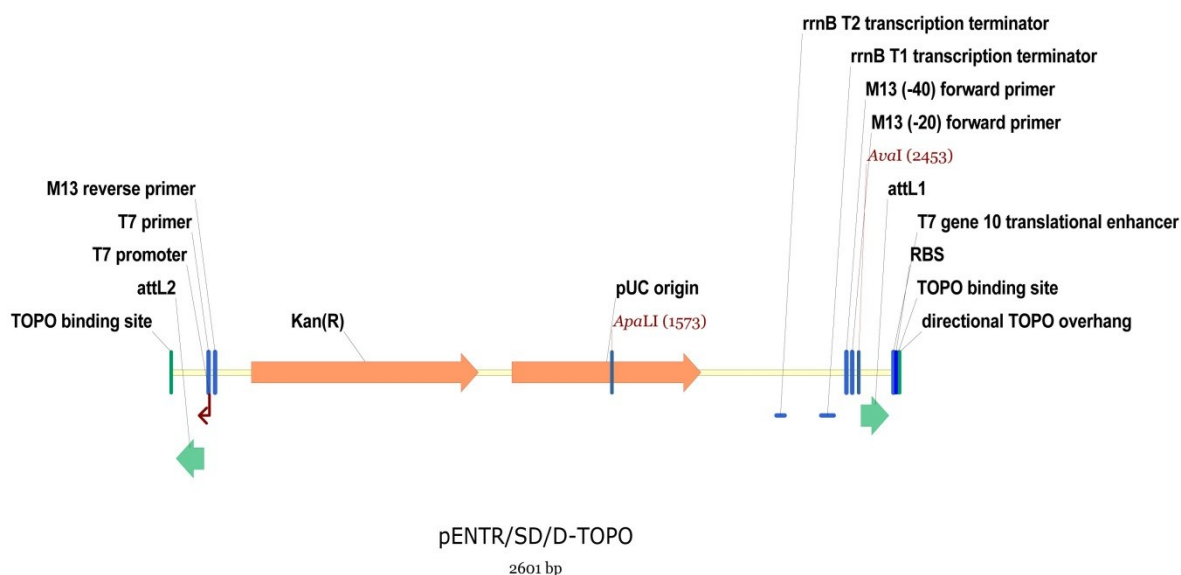 rrnB T2 transcription terminator
rrnB T1 transcription terminator
M13 (-40) forward primer
M13 (-20) forward primer
AvaI (2453)
M13 reverse primer
attL1
T7 primer
T7 gene 10 translational enhancer
T7 promoter
RBS
attL2
pUC origin
TOPO binding site
TOPO binding site
Kan(R)
ApaLI (1573)
directional TOPO overhang
pENTR/SD/D-TOPO
2601 bp